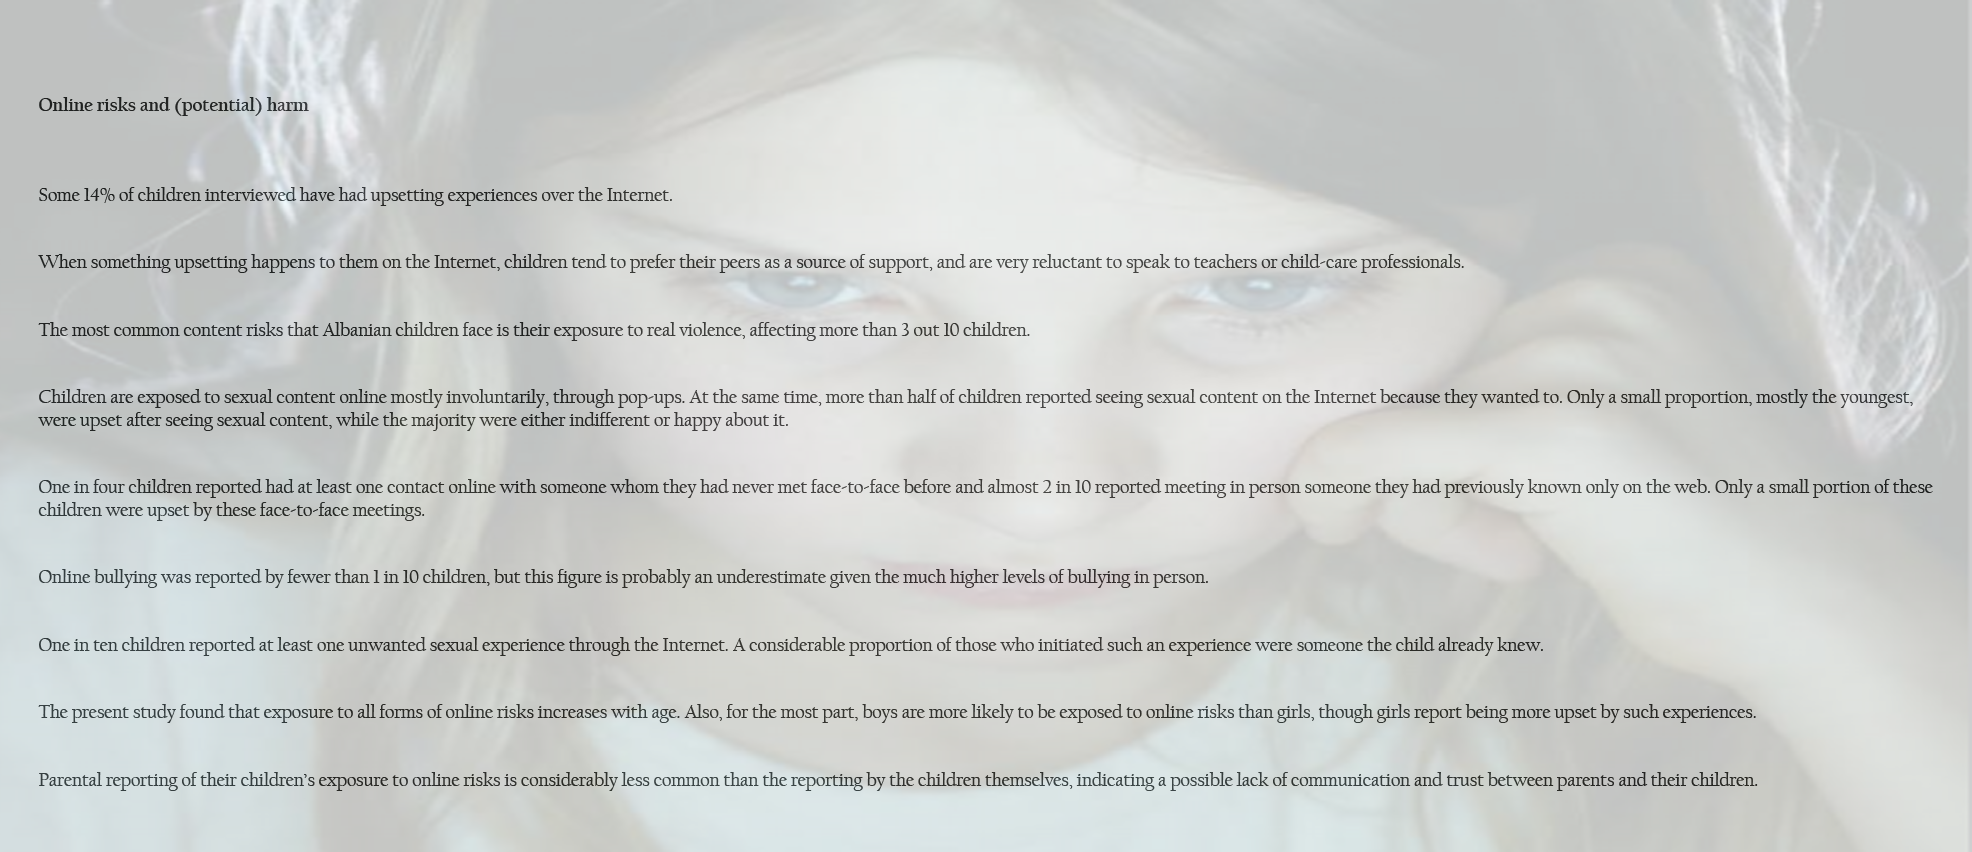 Online risks and (potential) harm
Some 14% of children interviewed have had upsetting experiences over the Internet.
When something upsetting happens to them on the Internet, children tend to prefer their peers as a source of support, and are very reluctant to speak to teachers or child-care professionals.
The most common content risks that Albanian children face is their exposure to real violence, affecting more than 3 out 10 children.
Children are exposed to sexual content online mostly involuntarily, through pop-ups. At the same time, more than half of children reported seeing sexual content on the Internet because they wanted to. Only a small proportion, mostly the youngest,
were upset after seeing sexual content, while the majority were either indifferent or happy about it.
One in four children reported had at least one contact online with someone whom they had never met face-to-face before and almost 2 in 10 reported meeting in person someone they had previously known only on the web. Only a small portion of these
children were upset by these face-to-face meetings.
Online bullying was reported by fewer than 1 in 10 children, but this figure is probably an underestimate given the much higher levels of bullying in person.
One in ten children reported at least one unwanted sexual experience through the Internet. A considerable proportion of those who initiated such an experience were someone the child already knew.
The present study found that exposure to all forms of online risks increases with age. Also, for the most part, boys are more likely to be exposed to online risks than girls, though girls report being more upset by such experiences.
Parental reporting of their children's exposure to online risks is considerably less common than the reporting by the children themselves, indicating a possible lack of communication and trust between parents and their children.